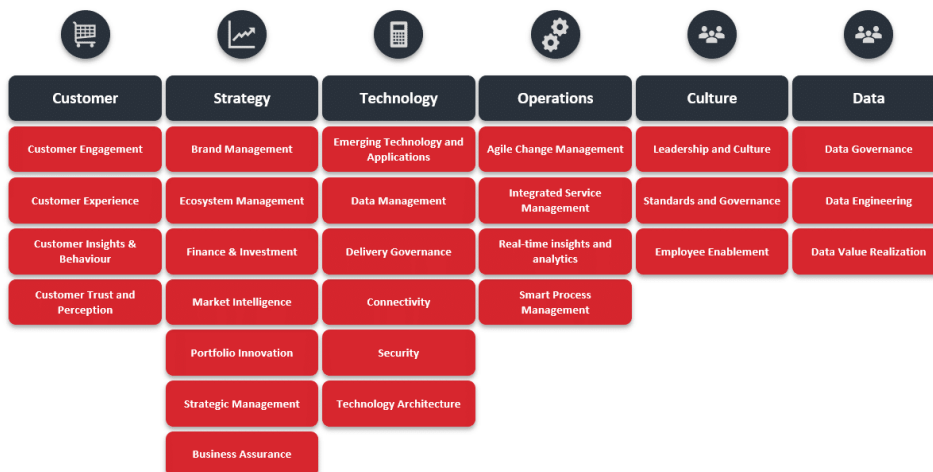 Customer
Strategy
Technology
Operations
Culture
Data
Customer Engagement
Brand Management
Emerging Technology and
Applications
Agile Change Management
Leadership and Culture
Data Governance
Customer Experience
Ecosystem Management
Data Management
Integrated Service
Management
Standards and Governance
Data Engineering
Customer Insights &
Behaviour
Finance & Investment
Delivery Governance
Real-time insights and
analytics
Employee Enablement
Data Value Realization
Customer Trust and
Perception
Market Intelligence
Connectivity
Smart Process
Management
Portfolio Innovation
Security
Strategic Management
Technology Architecture
Business Assurance